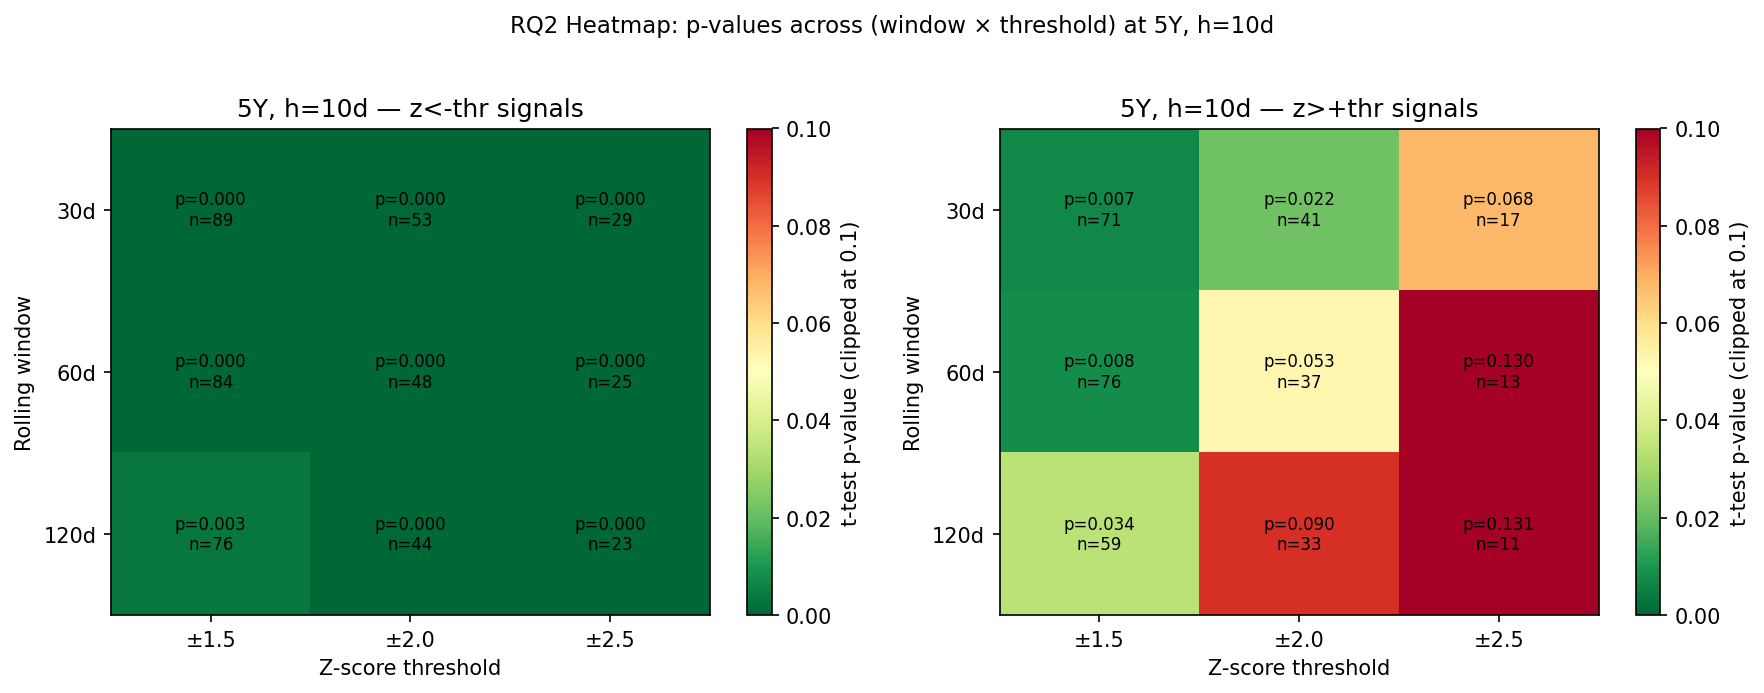 RQ2 Heatmap: p-values across (window × threshold) at 5Y, h=10d
5Y, h=10d — z<-thr signals
Rolling window
30d
60d
120d
p=0.000
n=89
p=0.000
n=53
p=0.000
n=29
p=0.000
n=84
p=0.000
n=48
p=0.000
n=25
p=0.003
n=76
p=0.000
n=44
p=0.000
n=23
±1.5
±2.0
±2.5
Z-score threshold
0.10
0.08
0.06
0.04
0.02
0.00
t-test p-value (clipped at 0.1)
5Y, h=10d — z>+thr signals
Rolling window
30d
60d
120d
p=0.007
n=71
p=0.022
n=41
p=0.068
n=17
p=0.008
n=76
p=0.053
n=37
p=0.130
n=13
p=0.034
n=59
p=0.090
n=33
p=0.131
n=11
±1.5
±2.0
±2.5
Z-score threshold
0.10
0.08
0.06
0.04
0.02
0.00
t-test p-value (clipped at 0.1)